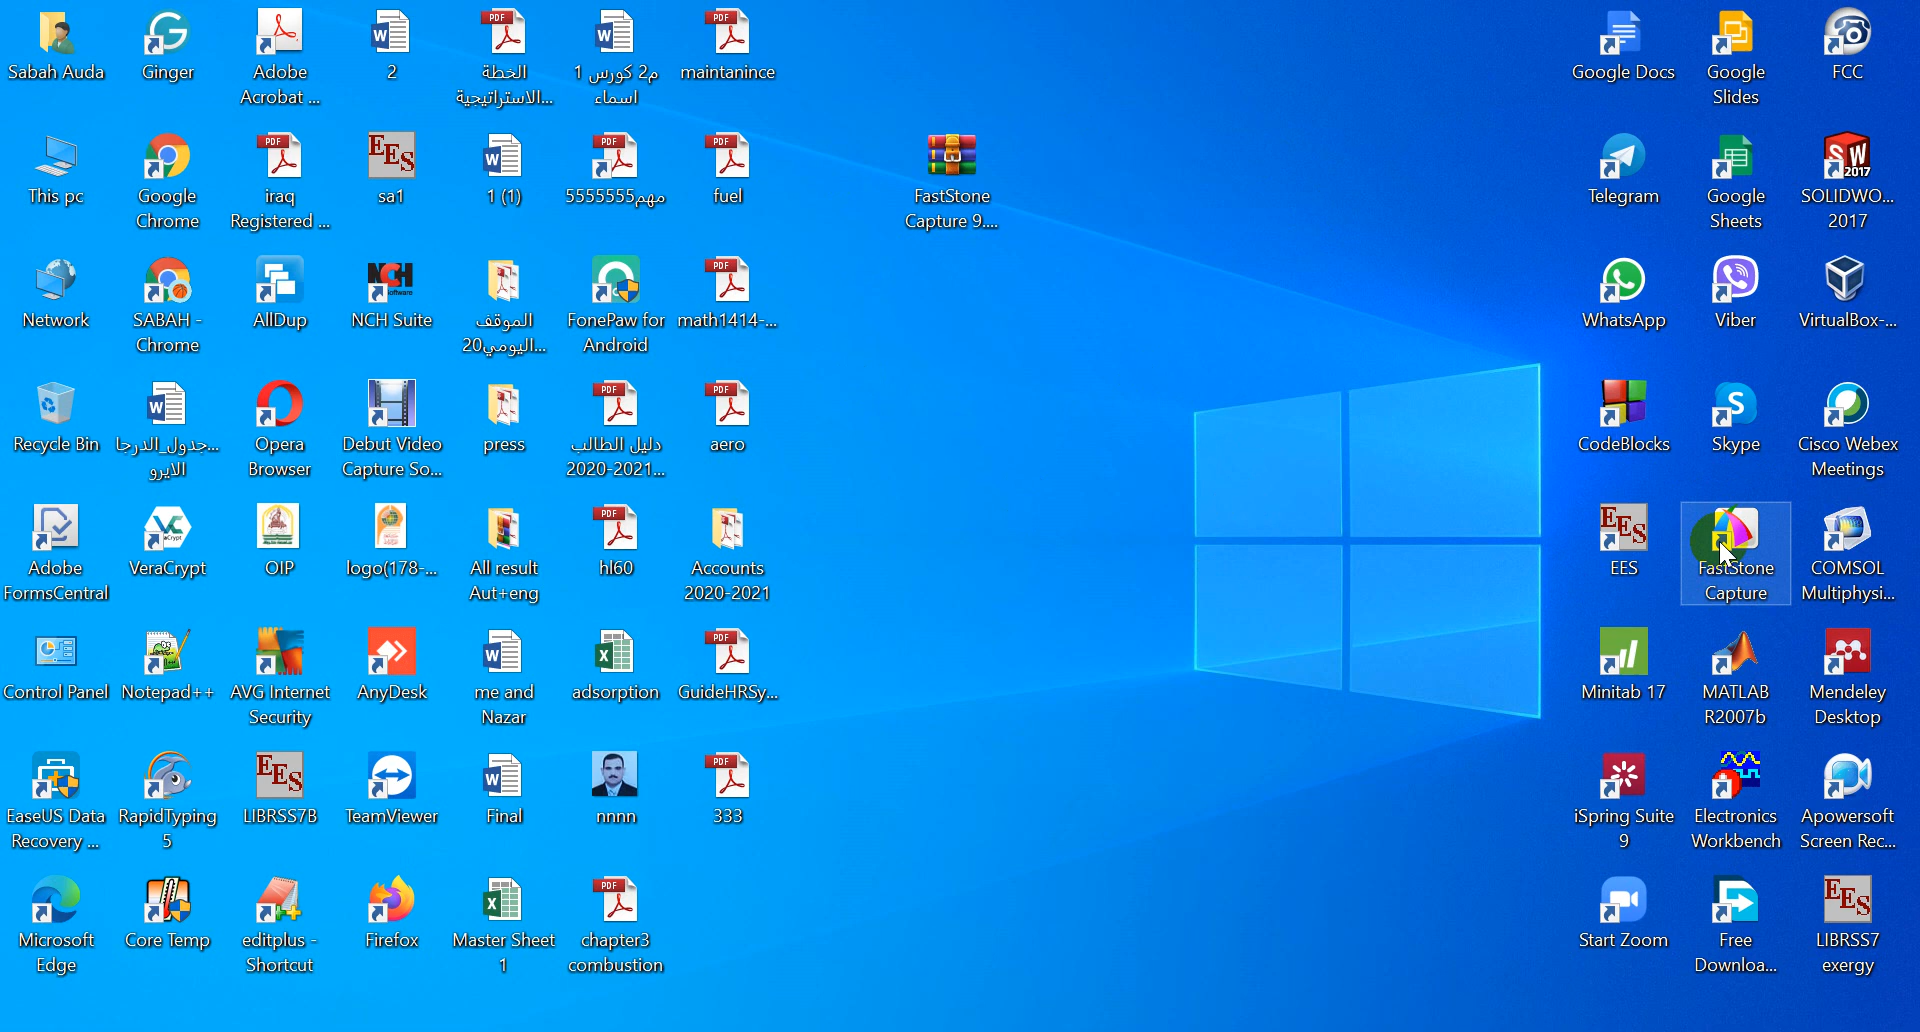 Sabah Auda
Ginger
Adobe
Acrobat ...
2
الخطة
الاستراتيجية...
م2 كورس 1
اسماء
maintanince
Google Docs
Google
Slides
FCC
This pc
Google
Chrome
iraq
Registered ...
sa1
1 (1)
مهم5555555
fuel
FastStone
Capture 9....
Telegram
Google
Sheets
SOLIDWO...
2017
Network
SABAH -
Chrome
AllDup
NCH Suite
الموقف
اليومي20...
FonePaw for
Android
math1414-...
WhatsApp
Viber
VirtualBox-...
Recycle Bin
جدول_الدرجا...
الايرو
Opera
Browser
Debut Video
Capture So...
press
دليل الطالب
2020-2021...
aero
CodeBlocks
Skype
Cisco Webex
Meetings
Adobe
FormsCentral
VeraCrypt
OIP
logo(178-...
All result
Aut+eng
hl60
Accounts
2020-2021
EES
FastStone
Capture
COMSOL
Multiphysi...
Control Panel
Notepad++
AVG Internet
Security
AnyDesk
me and
Nazar
adsorption
GuideHRSy...
Minitab 17
MATLAB
R2007b
Mendeley
Desktop
EaseUS Data
Recovery ...
RapidTyping
5
LIBRSS7B
TeamViewer
Final
nnnn
333
iSpring Suite
9
Electronics
Workbench
Apowersoft
Screen Rec...
Microsoft
Edge
Core Temp
editplus -
Shortcut
Firefox
Master Sheet
1
chapter3
combustion
Start Zoom
Free
Downloa...
LIBRSS7
exergy